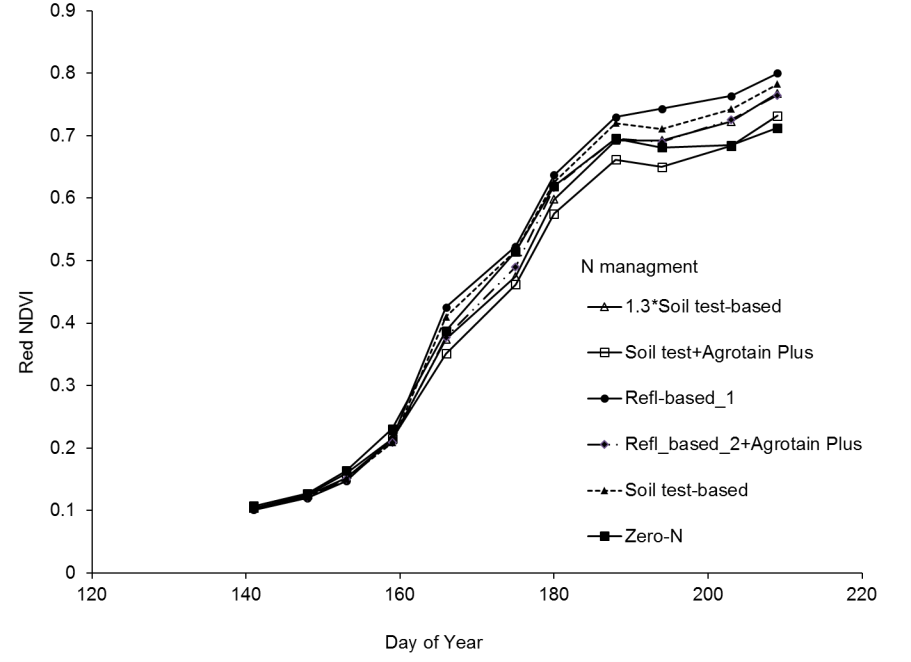 0.9
0.8
0.7
0.6
0.5
0.4
0.3
0.2
0.1
0
Red NDVI
120
140
160
180
200
220
Day of Year
N managment
1.3*Soil test-based
Soil test+Agrotain Plus
Refl-based_1
Refl_based_2+Agrotain Plus
Soil test-based
Zero-N